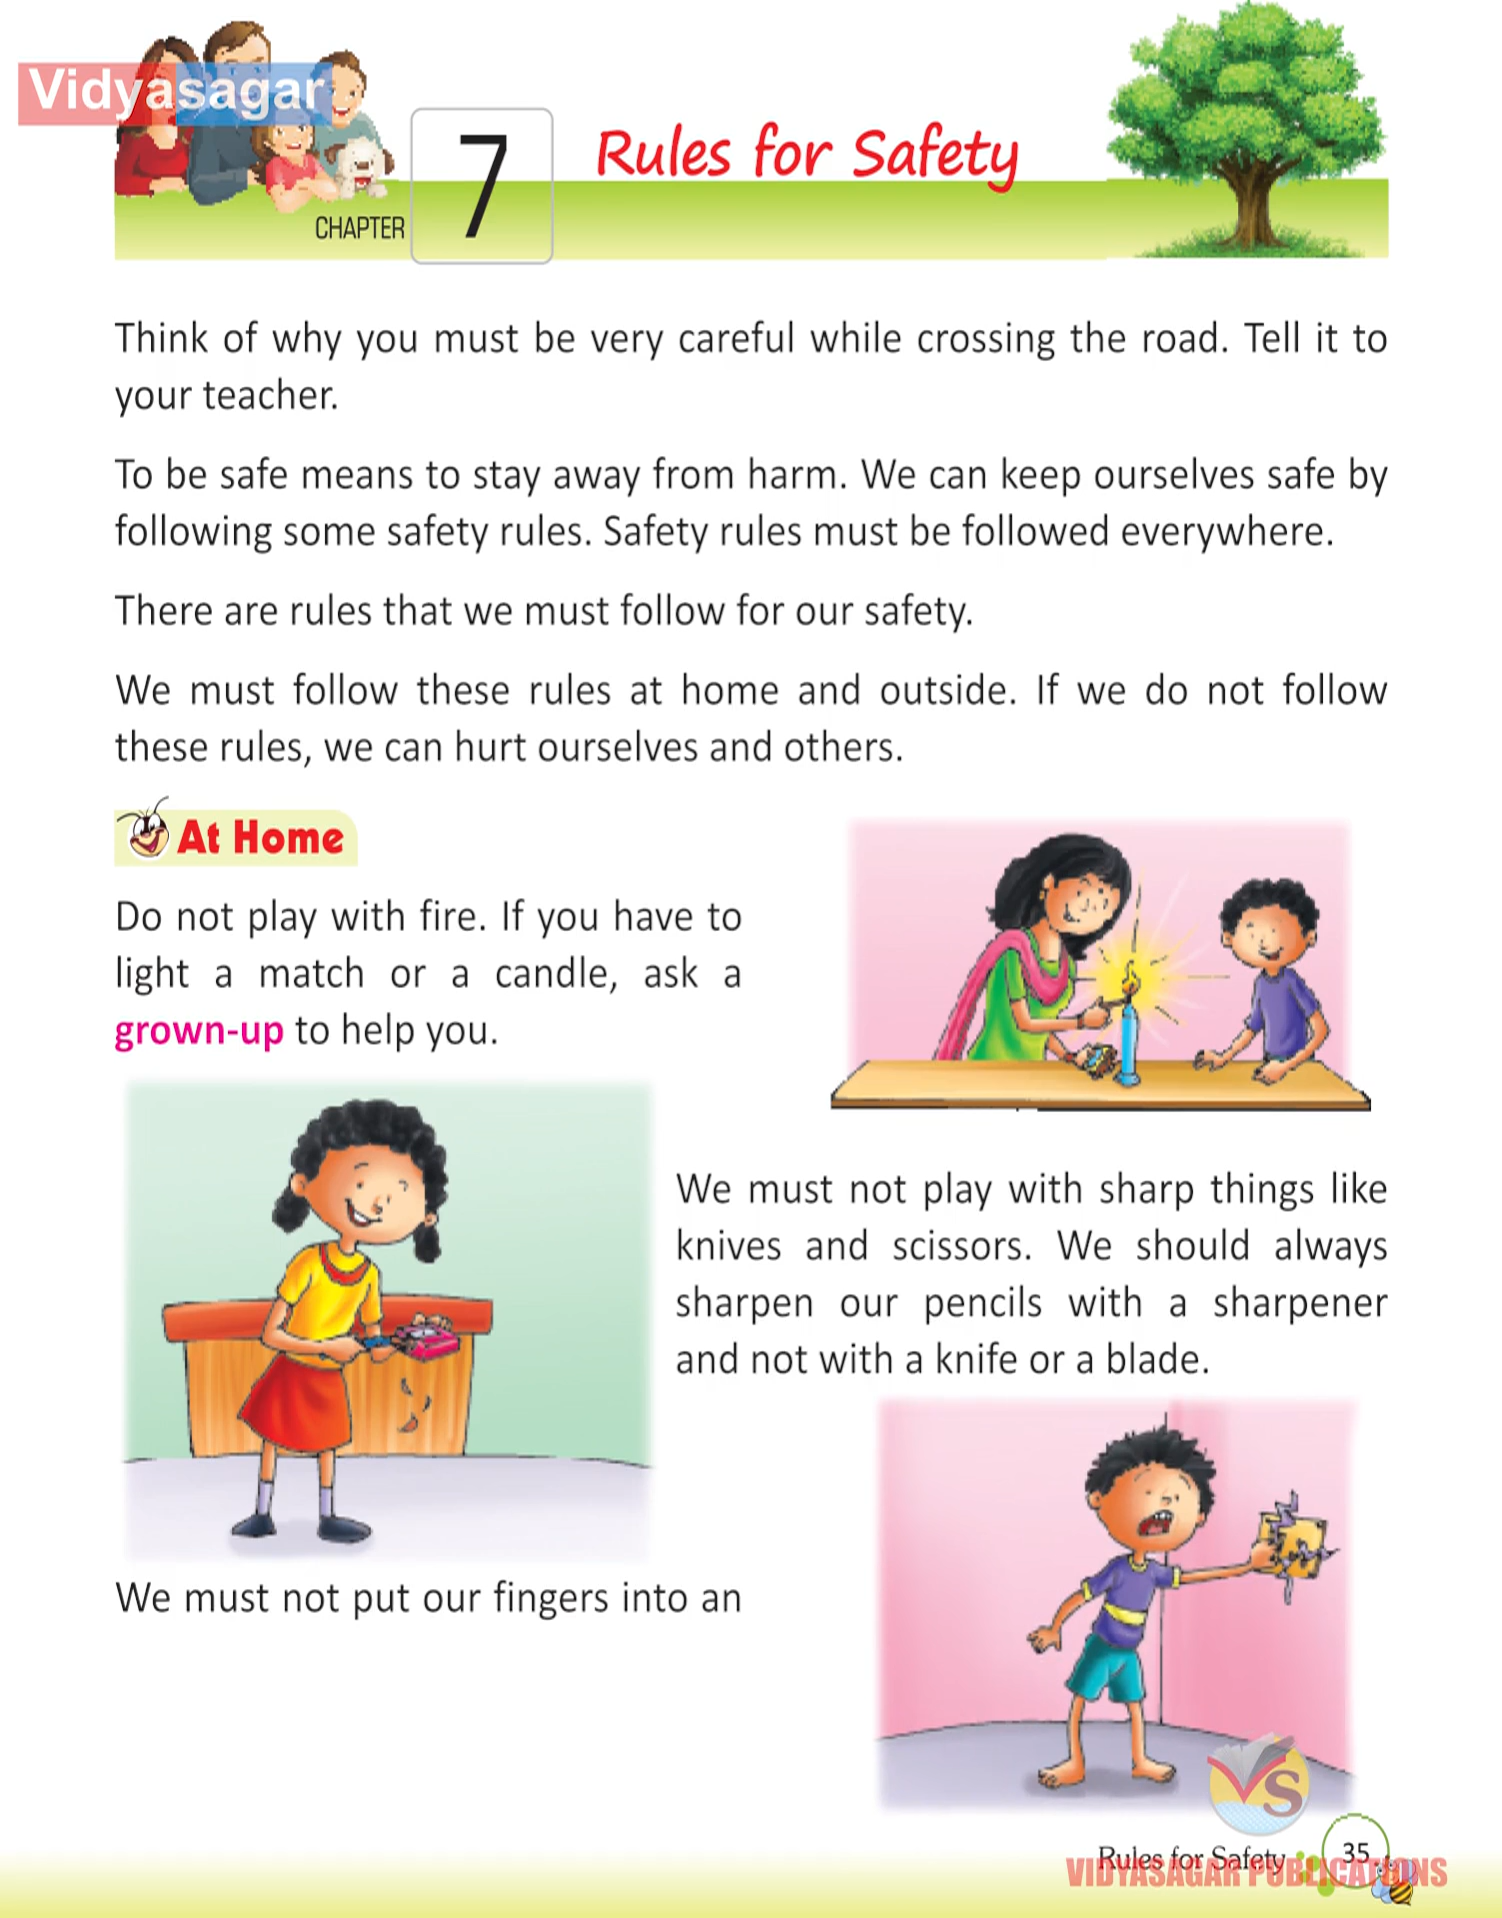 Vidyasagar
CHAPTER
7
Rules for Safety
Think of why you must be very careful while crossing the road. Tell it to
your teacher.
To be safe means to stay away from harm. We can keep ourselves safe by
following some safety rules. Safety rules must be followed everywhere.
There are rules that we must follow for our safety.
We must follow these rules at home and outside. If we do not follow
these rules, we can hurt ourselves and others.
At Home
Do not play with fire. If you have to
light a match or a candle, ask a
grown-up to help you.
We must not play with sharp things like
knives and scissors. We should always
sharpen our pencils with a sharpener
and not with a knife or a blade.
We must not put our fingers into an
VS
Rules for Safety
35
VIDYASAGAR PUBLICATIONS